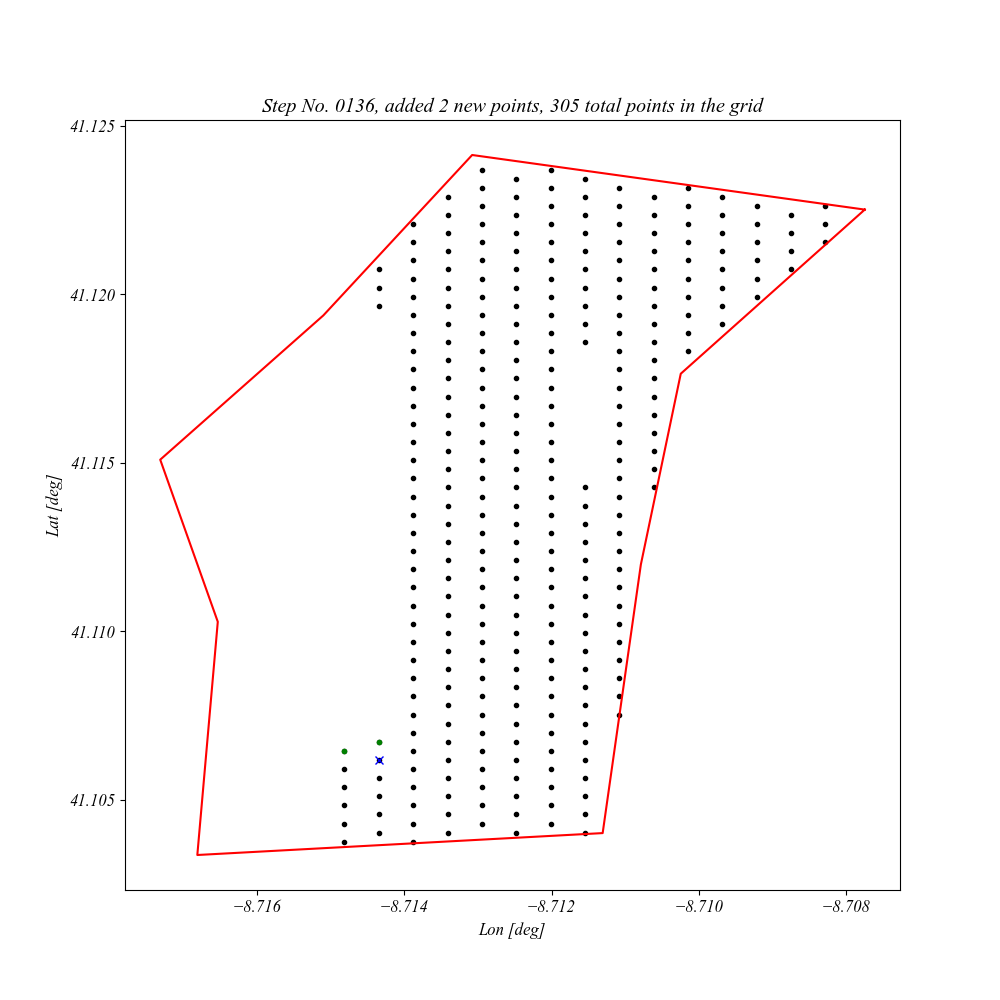 Step No. 0136, added 2 new points, 305 total points in the grid
41.125
41.120
41.115
41.110
41.105
Lat [deg]
−8.716 −8.714 −8.712 −8.710 −8.708
Lon [deg]